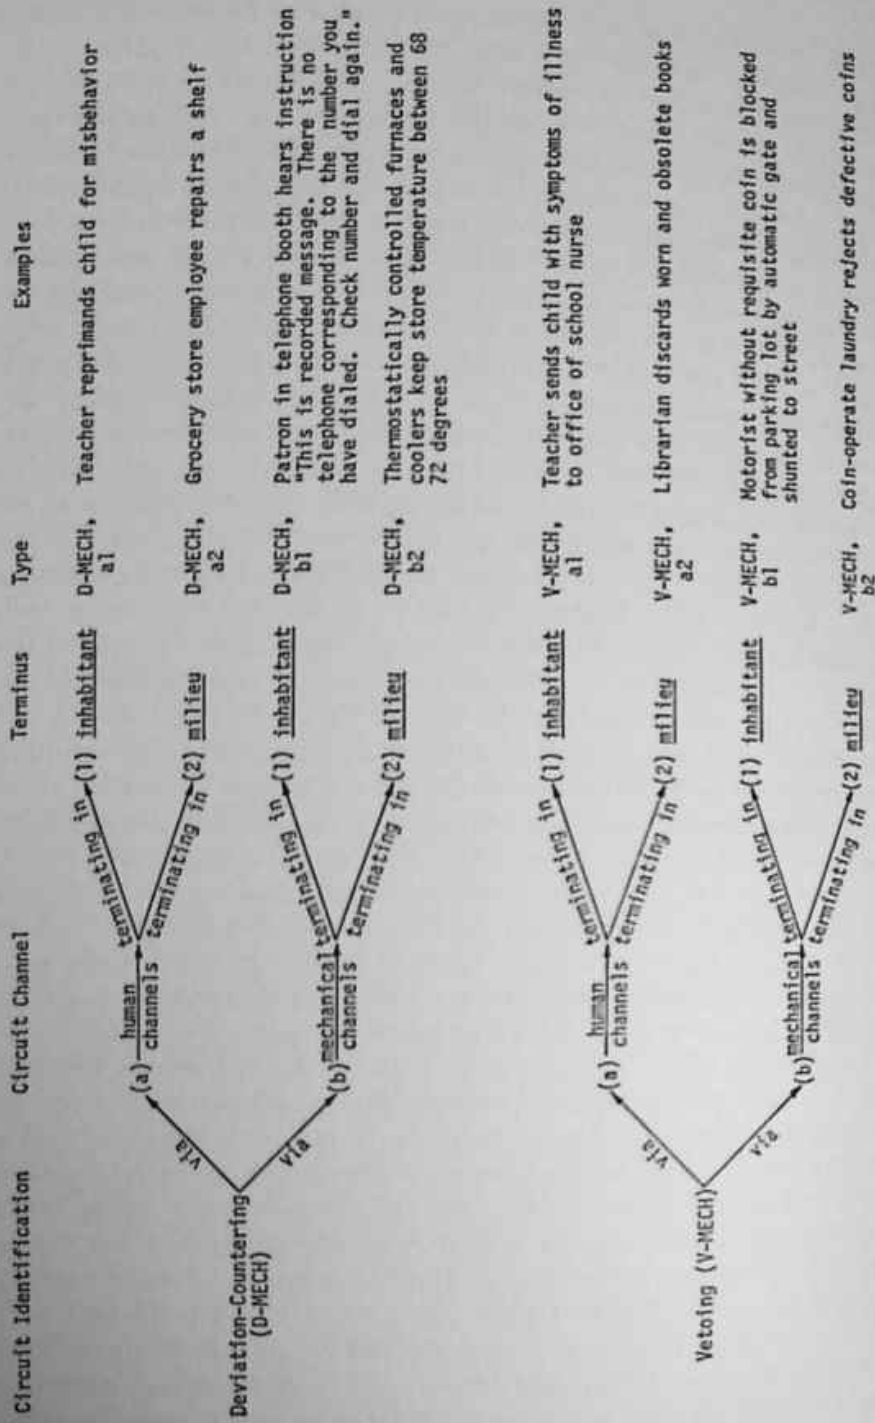 Circuit Identification Circuit Channel Terminus Type Examples
Deviation-Countering
(D-MECH)
via
via
(a) human
channels
terminating in (1) inhabitant D-MECH,
a1
Teacher reprimands child for misbehavior
terminating in (2) milieu D-MECH,
a2
Grocery store employee repairs a shelf
(b) mechanical
channels
terminating in (1) inhabitant D-MECH,
b1
Patron in telephone booth hears instruction
"This is recorded message. There is no
telephone corresponding to the number you
have dialed. Check number and dial again."
terminating in (2) milieu D-MECH,
b2
Thermostatically controlled furnaces and
coolers keep store temperature between 68
72 degrees
Vetoing (V-MECH)
via
via
(a) human
channels
terminating in (1) inhabitant V-MECH,
a1
Teacher sends child with symptoms of illness
to office of school nurse
terminating in (2) milieu V-MECH,
a2
Librarian discards worn and obsolete books
(b) mechanical
channels
terminating in (1) inhabitant V-MECH,
b1
Motorist without requisite coin is blocked
from parking lot by automatic gate and
shunted to street
terminating in (2) milieu V-MECH,
b2
Coin-operate laundry rejects defective coins